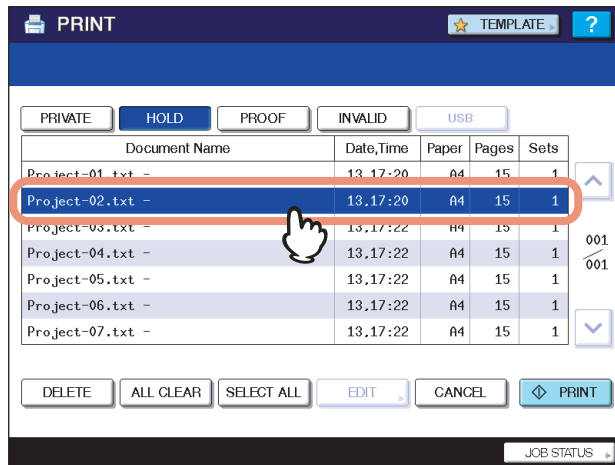 PRINT
TEMPLATE
?
PRIVATE HOLD PROOF INVALID USB
Document Name Date,Time Paper Pages Sets
Project-01.txt - 13,17:20 A4 15 1
Project-02.txt - 13,17:20 A4 15 1
Project-03.txt - 13,17:22 A4 15 1
Project-04.txt - 13,17:22 A4 15 1
Project-05.txt - 13,17:22 A4 15 1
Project-06.txt - 13,17:22 A4 15 1
Project-07.txt - 13,17:22 A4 15 1
001
001
DELETE ALL CLEAR SELECT ALL EDIT CANCEL PRINT
JOB STATUS